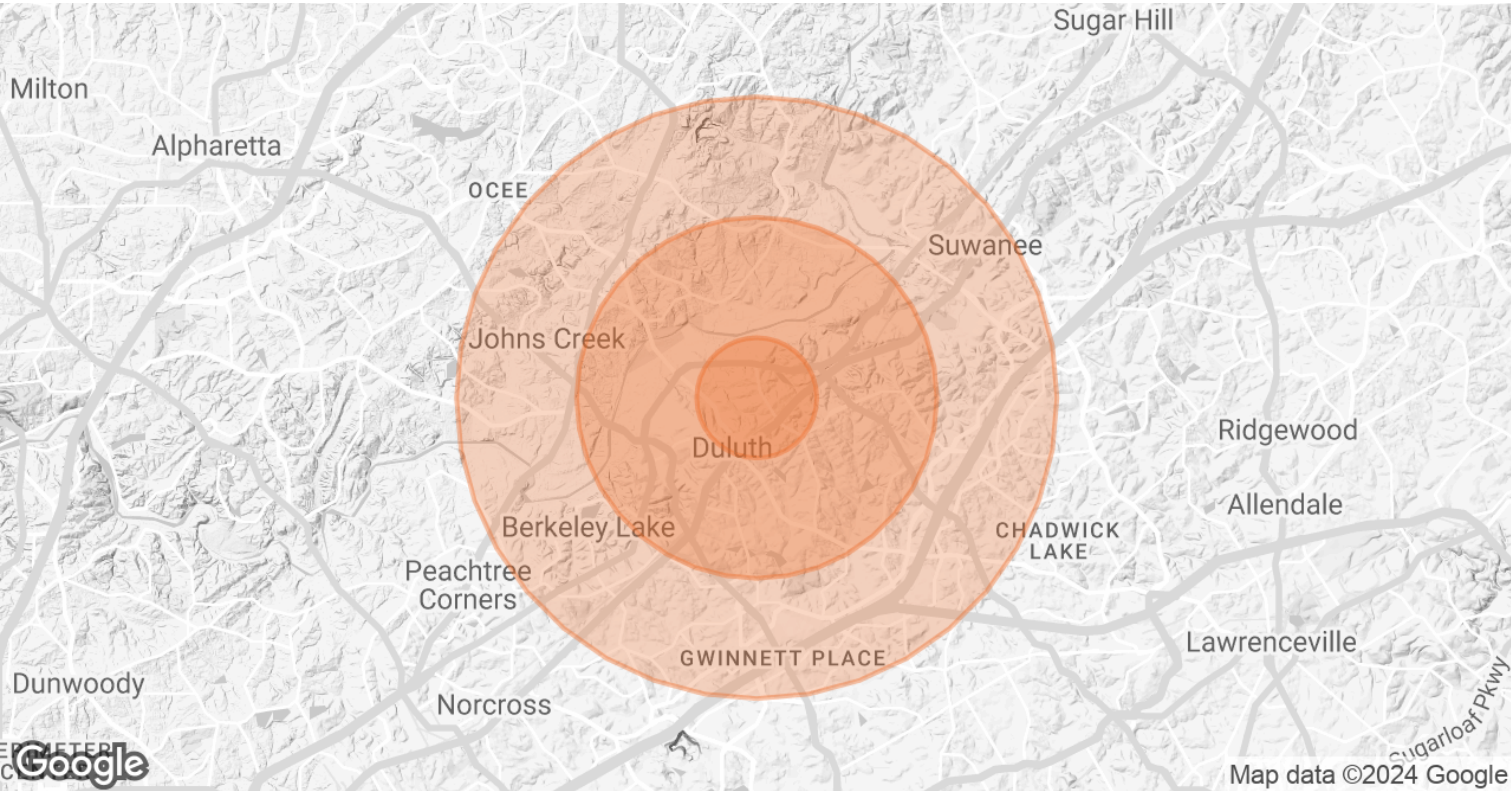 Sugar Hill
Milton
Alpharetta
OCEE
Suwanee
Johns Creek
Ridgewood
Duluth
Allendale
Berkeley Lake
CHADWICK
LAKE
Peachtree
Corners
Lawrenceville
GWINNETT PLACE
Dunwoody
Norcross
Sugarloaf Pkwy
Google
Map data ©2024 Google